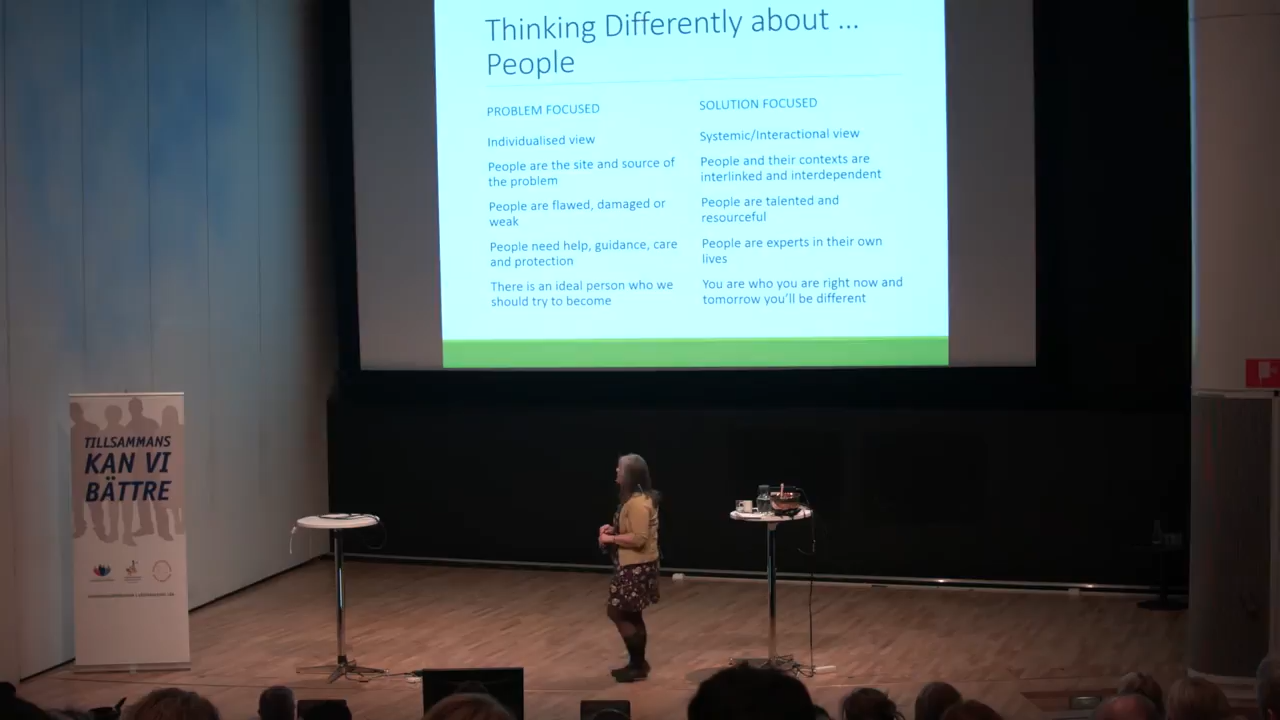 Thinking Differently about ...
People
PROBLEM FOCUSED
Individualised view
People are the site and source of
the problem
People are flawed, damaged or
weak
People need help, guidance, care
and protection
There is an ideal person who we
should try to become
SOLUTION FOCUSED
Systemic/Interactional view
People and their contexts are
interlinked and interdependent
People are talented and
resourceful
People are experts in their own
lives
You are who you are right now and
tomorrow you'll be different
TILLSAMMANS
KAN VI
BÄTTRE